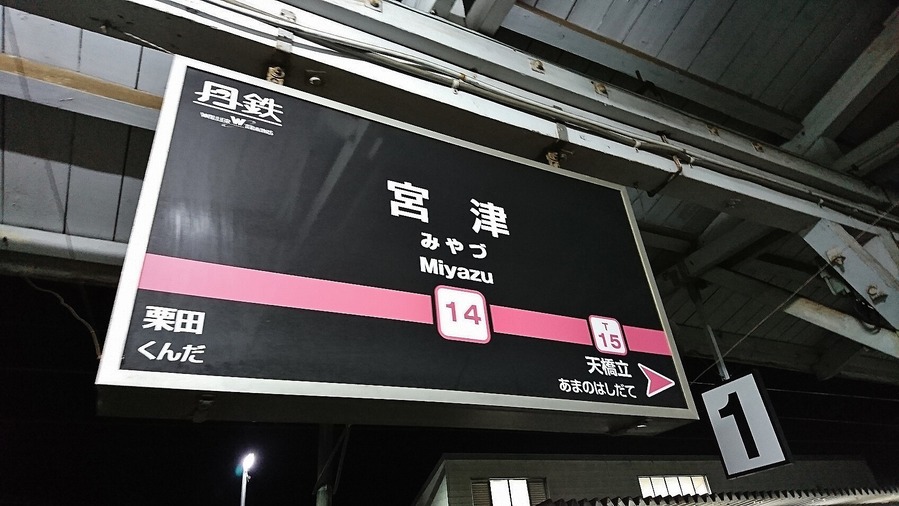 丹鉄
WILLER TRAINS
宮津
みやづ
Miyazu
14
T
15
栗田
くんだ
天橋立
あまのはしだて
1